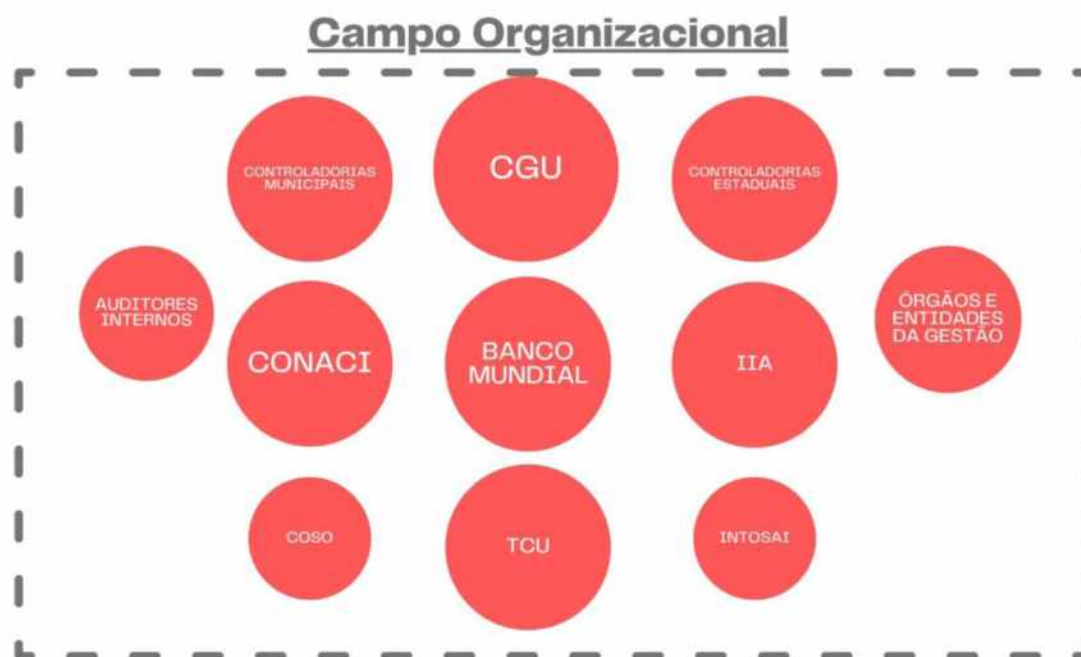 Campo Organizacional
CONTROLADORIAS
MUNICIPAIS
CGU
CONTROLADORIAS
ESTADUAIS
AUDITORES
INTERNOS
CONACI
BANCO
MUNDIAL
IIA
ÓRGÃOS E
ENTIDADES
DA GESTÃO
COSO
TCU
INTOSAI